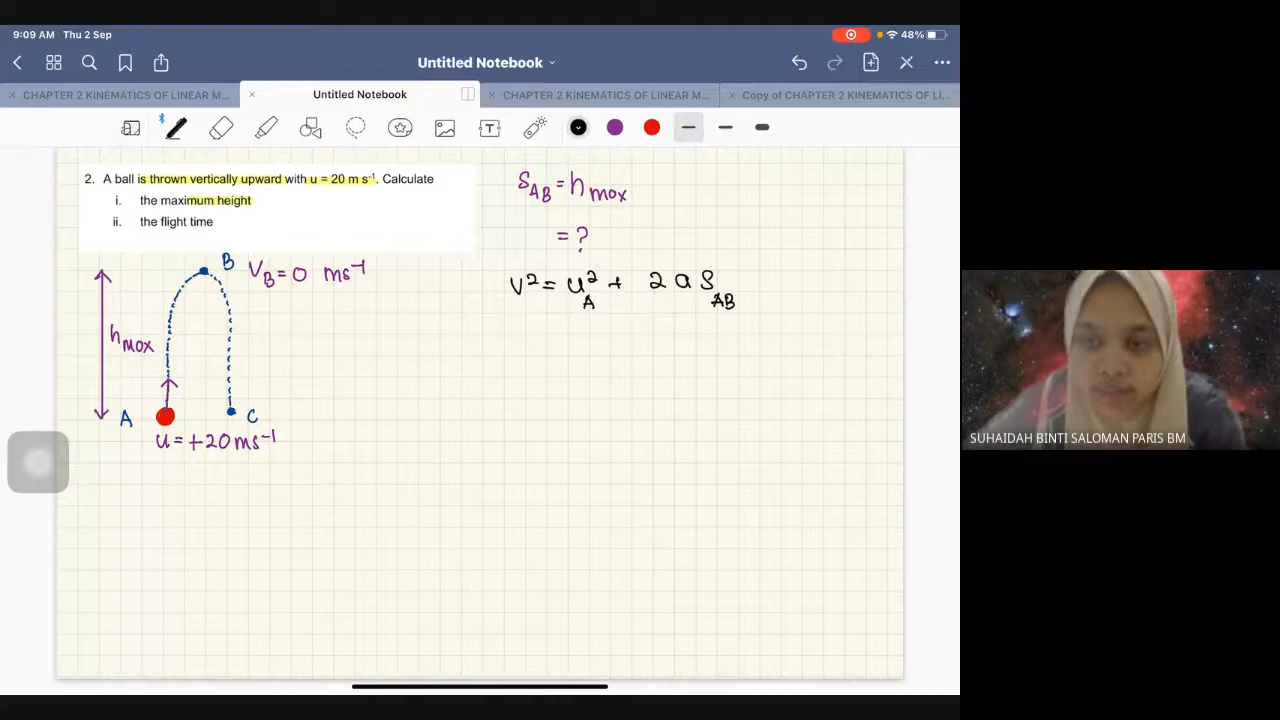 9:09 AM Thu 2 Sep
48%
Untitled Notebook
CHAPTER 2 KINEMATICS OF LINEAR M...
Untitled Notebook
CHAPTER 2 KINEMATICS OF LINEAR M...
Copy of CHAPTER 2 KINEMATICS OF LI...
2. A ball is thrown vertically upward with u = 20 m s⁻¹. Calculate
i. the maximum height
ii. the flight time
B V_B = 0 ms⁻¹
h_max
A
C
u = +20 ms⁻¹
S_AB = h_max
= ?
V² = u_A² + 2 a S_AB
SUHAIDAH BINTI SALOMAN PARIS BM